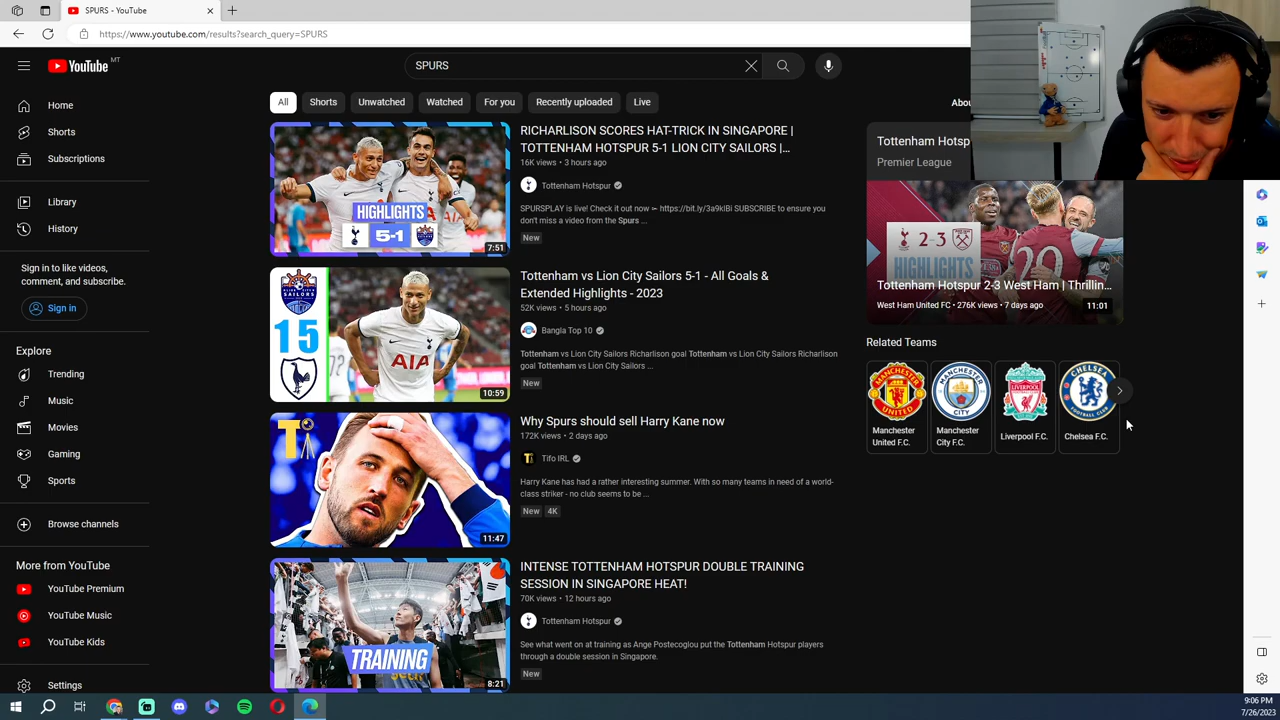 SPURS - YouTube
https://www.youtube.com/results?search_query=SPURS
YouTube MT
SPURS
Home
Shorts
Subscriptions
Library
History
Sign in to like videos,
comment, and subscribe.
Sign in
Explore
Trending
Music
Movies
Gaming
Sports
Browse channels
More from YouTube
YouTube Premium
YouTube Music
YouTube Kids
Settings
All
Shorts
Unwatched
Watched
For you
Recently uploaded
Live
HIGHLIGHTS
5-1
7:51
RICHARLISON SCORES HAT-TRICK IN SINGAPORE |
TOTTENHAM HOTSPUR 5-1 LION CITY SAILORS |...
16K views • 3 hours ago
Tottenham Hotspur
SPURSPLAY is live! Check it out now ➣ https://bit.ly/3a9klBi SUBSCRIBE to ensure you
don't miss a video from the Spurs ...
New
15
AIA
10:59
Tottenham vs Lion City Sailors 5-1 - All Goals &
Extended Highlights - 2023
52K views • 5 hours ago
Bangla Top 10
Tottenham vs Lion City Sailors Richarlison goal Tottenham vs Lion City Sailors Richarlison
goal Tottenham vs Lion City Sailors ...
New
11:47
Why Spurs should sell Harry Kane now
172K views • 2 days ago
Tifo IRL
Harry Kane has had a rather interesting summer. With so many teams in need of a world-
class striker - no club seems to be ...
New
4K
TRAINING
8:21
INTENSE TOTTENHAM HOTSPUR DOUBLE TRAINING
SESSION IN SINGAPORE HEAT!
70K views • 12 hours ago
Tottenham Hotspur
See what went on at training as Ange Postecoglou put the Tottenham Hotspur players
through a double session in Singapore.
New
Abou
Tottenham Hotsp
Premier League
2-3
HIGHLIGHTS
Tottenham Hotspur 2-3 West Ham | Thrillin...
West Ham United FC • 276K views • 7 days ago
11:01
Related Teams
MANCHESTER
UNITED
MANCHESTER
CITY
LIVERPOOL
CHELSEA
FOOTBALL CLUB
Manchester
United F.C.
Manchester
City F.C.
Liverpool F.C.
Chelsea F.C.
9:06 PM
7/26/2023